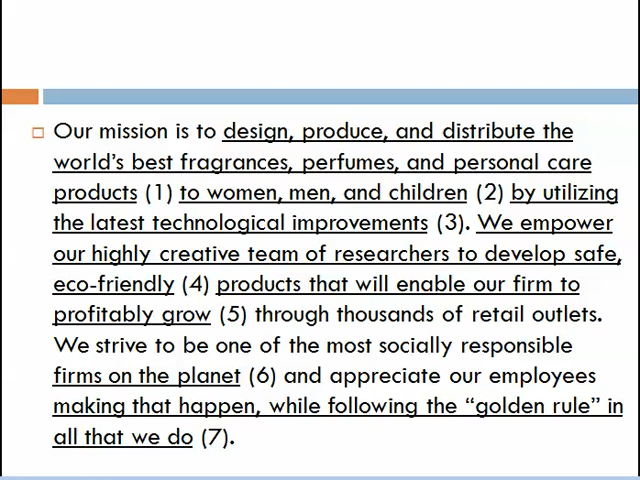 Our mission is to design, produce, and distribute the
world's best fragrances, perfumes, and personal care
products (1) to women, men, and children (2) by utilizing
the latest technological improvements (3). We empower
our highly creative team of researchers to develop safe,
eco-friendly (4) products that will enable our firm to
profitably grow (5) through thousands of retail outlets.
We strive to be one of the most socially responsible
firms on the planet (6) and appreciate our employees
making that happen, while following the “golden rule” in
all that we do (7).